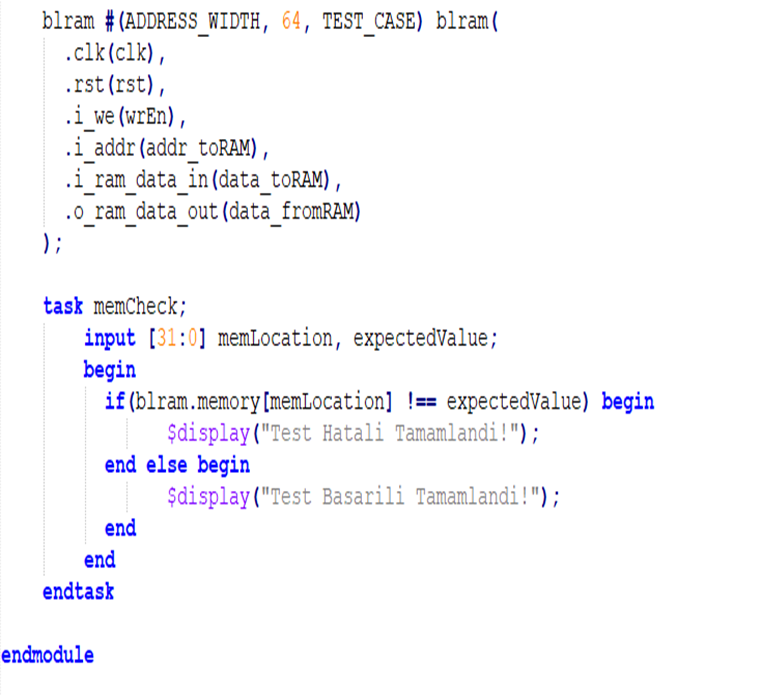 blram #(ADDRESS_WIDTH, 64, TEST_CASE) blram(
.clk(clk),
.rst(rst),
.i_we(wrEn),
.i_addr(addr_toRAM),
.i_ram_data_in(data_toRAM),
.o_ram_data_out(data_fromRAM)
);
task memCheck;
input [31:0] memLocation, expectedValue;
begin
if(blram.memory[memLocation] !== expectedValue) begin
$display("Test Hatali Tamamlandi!");
end else begin
$display("Test Basarili Tamamlandi!");
end
end
endtask
endmodule